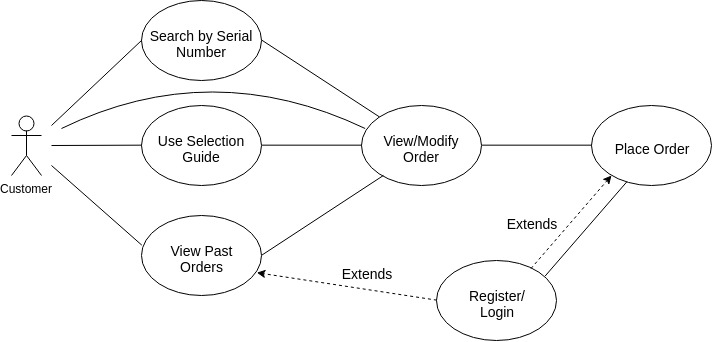 Search by Serial
Number
Customer
Use Selection
Guide
View/Modify
Order
Place Order
View Past
Orders
Extends
Extends
Register/
Login